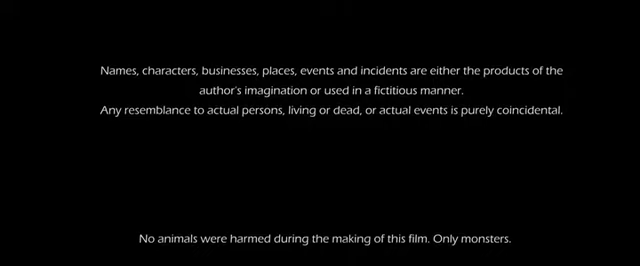 Names, characters, businesses, places, events and incidents are either the products of the
author's imagination or used in a fictitious manner.
Any resemblance to actual persons, living or dead, or actual events is purely coincidental.
No animals were harmed during the making of this film. Only monsters.